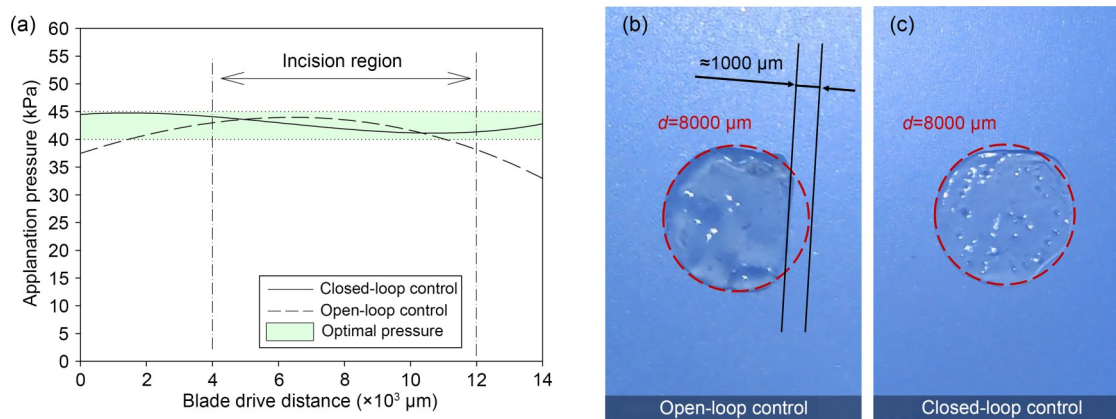 (a)
Applanation pressure (kPa)
60
55
50
45
40
35
30
25
20
15
10
5
0
Incision region
Closed-loop control
Open-loop control
Optimal pressure
0 2 4 6 8 10 12 14
Blade drive distance (×10³ μm)
(b)
≈1000 μm
d=8000 μm
Open-loop control
(c)
d=8000 μm
Closed-loop control